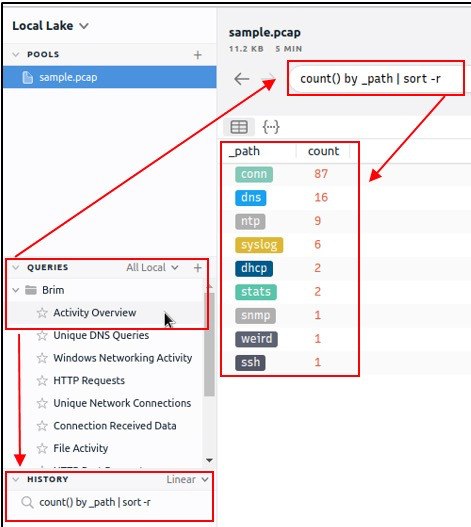 Local Lake
POOLS +
sample.pcap
QUERIES All Local +
Brim
Activity Overview
Unique DNS Queries
Windows Networking Activity
HTTP Requests
Unique Network Connections
Connection Received Data
File Activity
HISTORY Linear
count() by _path | sort -r
sample.pcap
11.2 KB 5 MIN
count() by _path | sort -r
{··}
_path count
conn 87
dns 16
ntp 9
syslog 6
dhcp 2
stats 2
snmp 1
weird 1
ssh 1